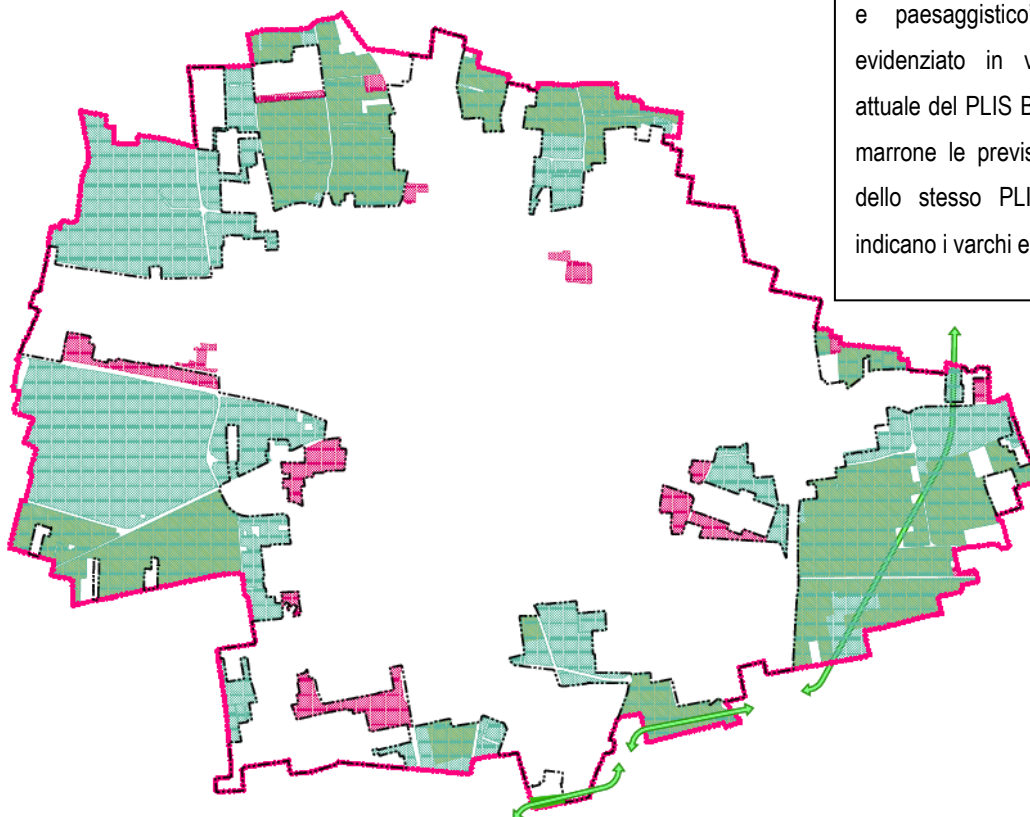 e paesaggistico
evidenziato in v
attuale del PLIS B
marrone le previs
dello stesso PLI
indicano i varchi e